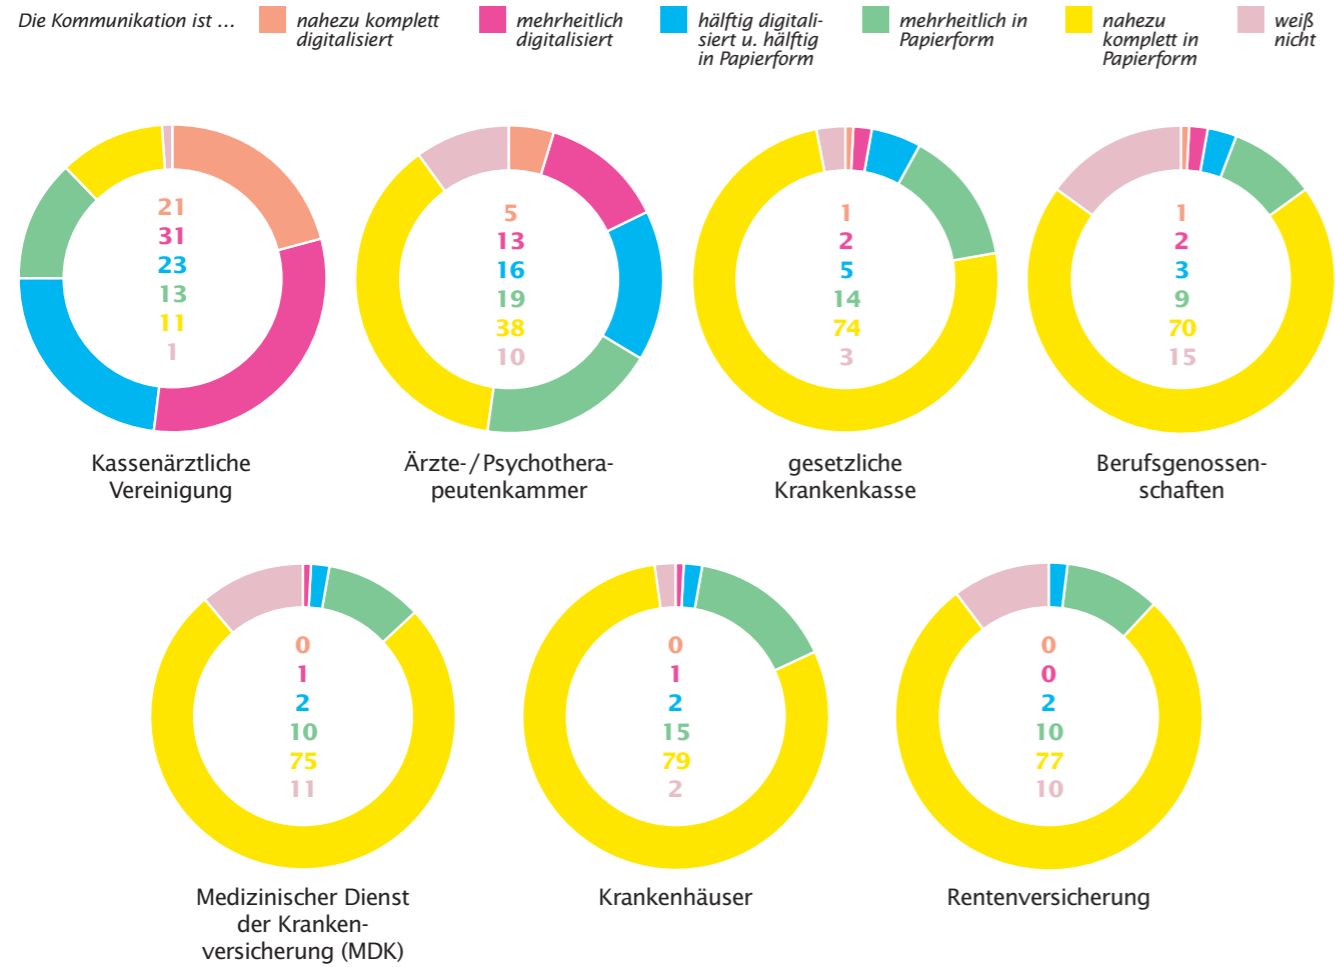 Die Kommunikation ist ...
nahezu komplett
digitalisiert
mehrheitlich
digitalisiert
hälftig digitali-
siert u. hälftig
in Papierform
mehrheitlich in
Papierform
nahezu
komplett in
Papierform
weiß
nicht
21
31
23
13
11
1
Kassenärztliche
Vereinigung
5
13
16
19
38
10
Ärzte-/Psychothera-
peutenkammer
1
2
5
14
74
3
gesetzliche
Krankenkasse
1
2
3
9
70
15
Berufsgenossen-
schaften
0
1
2
10
75
11
Medizinischer Dienst
der Kranken-
versicherung (MDK)
0
1
2
15
79
2
Krankenhäuser
0
0
2
10
77
10
Rentenversicherung